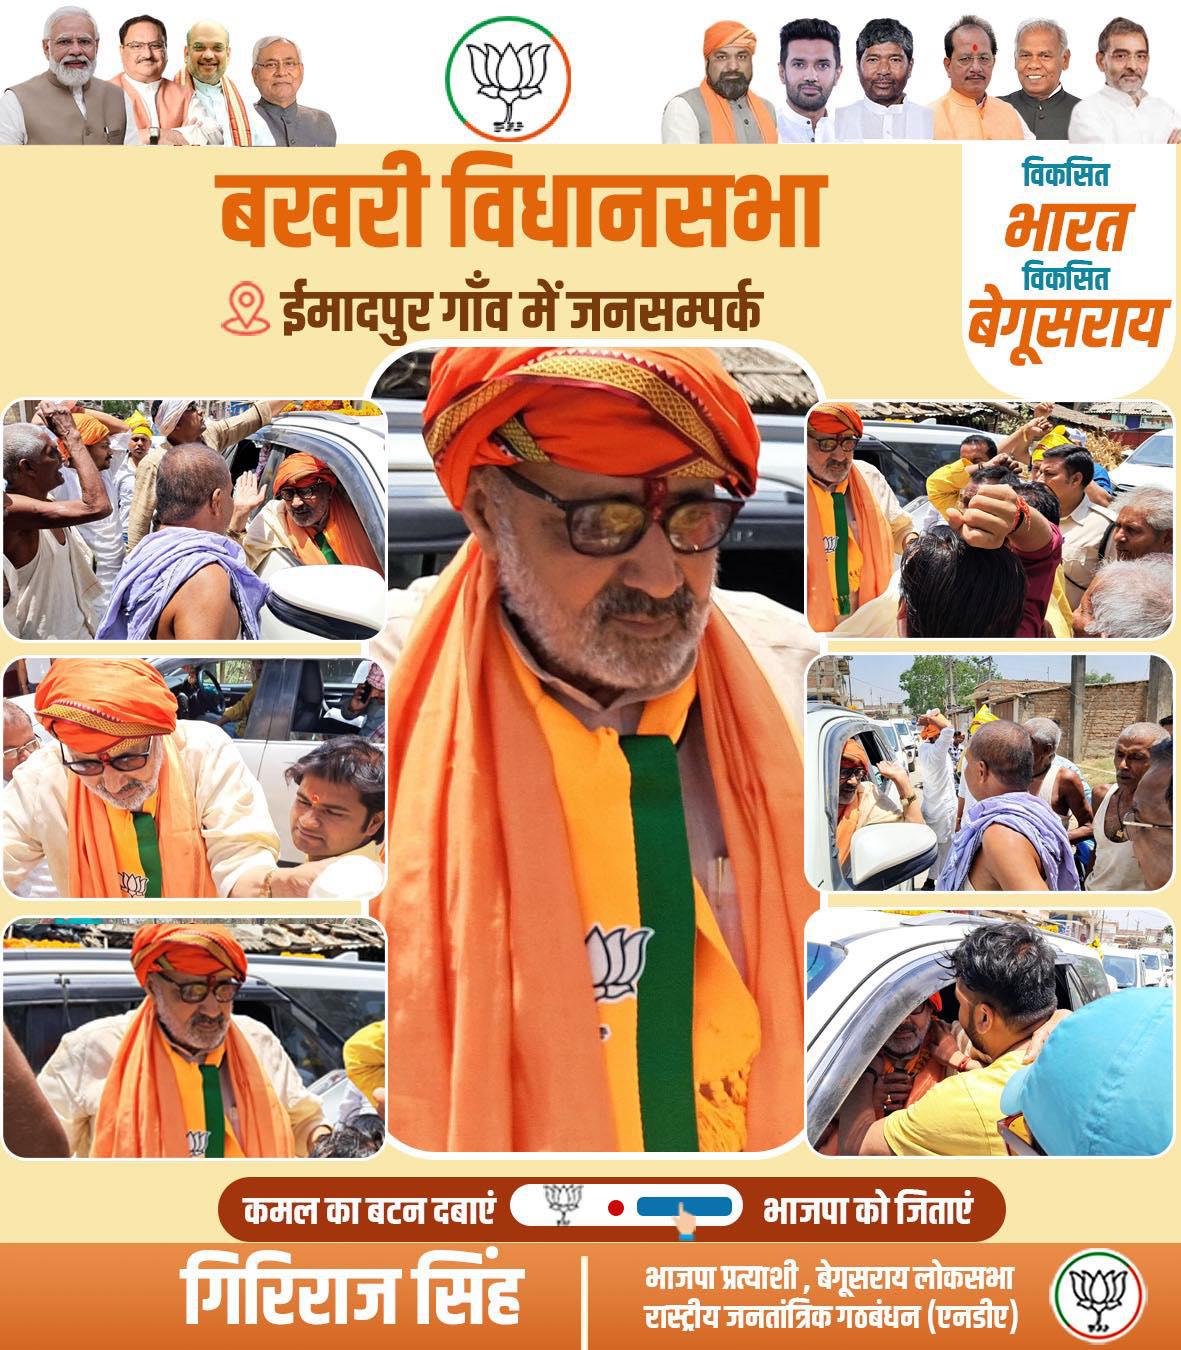 बखरी विधानसभा
ईमादपुर गाँव में जनसम्पर्क
विकसित
भारत
विकसित
बेगूसराय
कमल का बटन दबाएं
भाजपा को जिताएं
गिरिराज सिंह
भाजपा प्रत्याशी , बेगूसराय लोकसभा
रास्ट्रीय जनतांत्रिक गठबंधन (एनडीए)